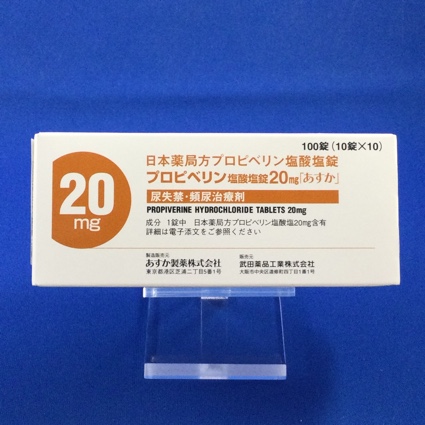 100錠(10錠×10)
日本薬局方プロピベリン塩酸塩錠
プロピベリン塩酸塩錠20mg「あすか」
20
mg
尿失禁・頻尿治療剤
PROPIVERINE HYDROCHLORIDE TABLETS 20mg
成分 1錠中 日本薬局方プロピベリン塩酸塩20mg含有
詳細は電子添文をご参照ください
製造販売元
あすか製薬株式会社
東京都港区芝浦二丁目5番1号
販売元
武田薬品工業株式会社
大阪市中央区道修町四丁目1番1号